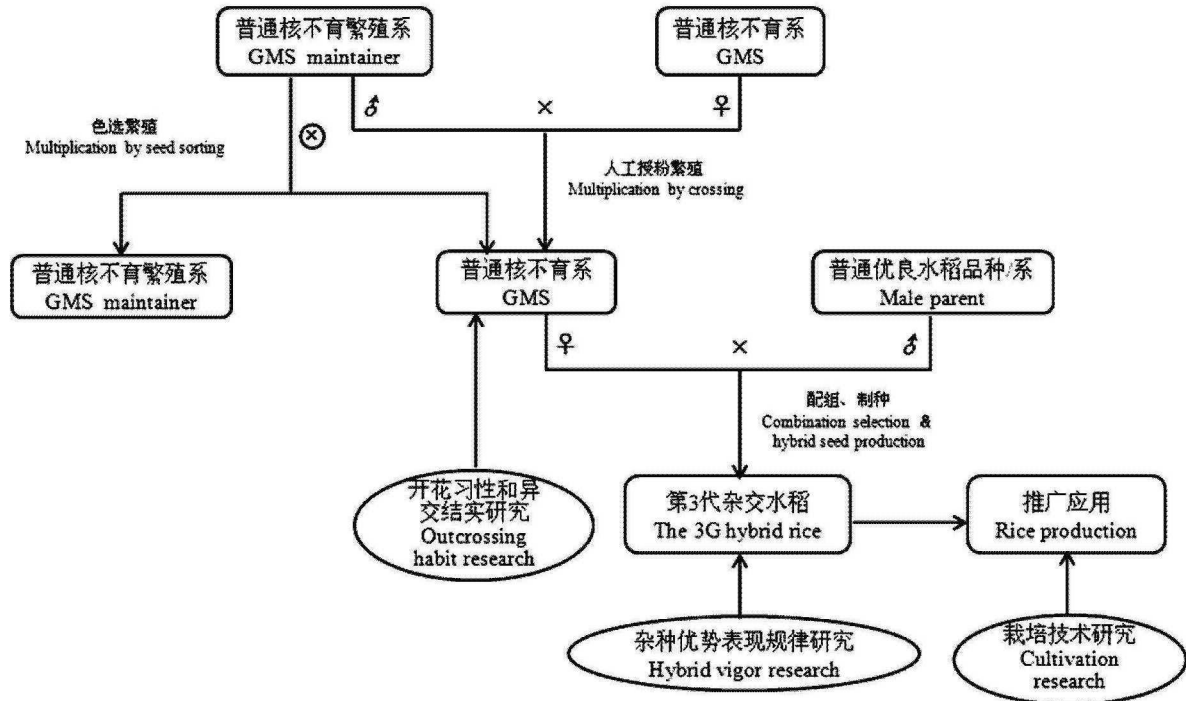 普通核不育繁殖系
GMS maintainer
普通核不育系
GMS
♂
×
♀
色选繁殖
Multiplication by seed sorting
⊗
人工授粉繁殖
Multiplication by crossing
普通核不育繁殖系
GMS maintainer
普通核不育系
GMS
普通优良水稻品种/系
Male parent
♀
×
♂
配组、制种
Combination selection &
hybrid seed production
开花习性和异
交结实研究
Outcrossing
habit research
第3代杂交水稻
The 3G hybrid rice
推广应用
Rice production
杂种优势表现规律研究
Hybrid vigor research
栽培技术研究
Cultivation
research